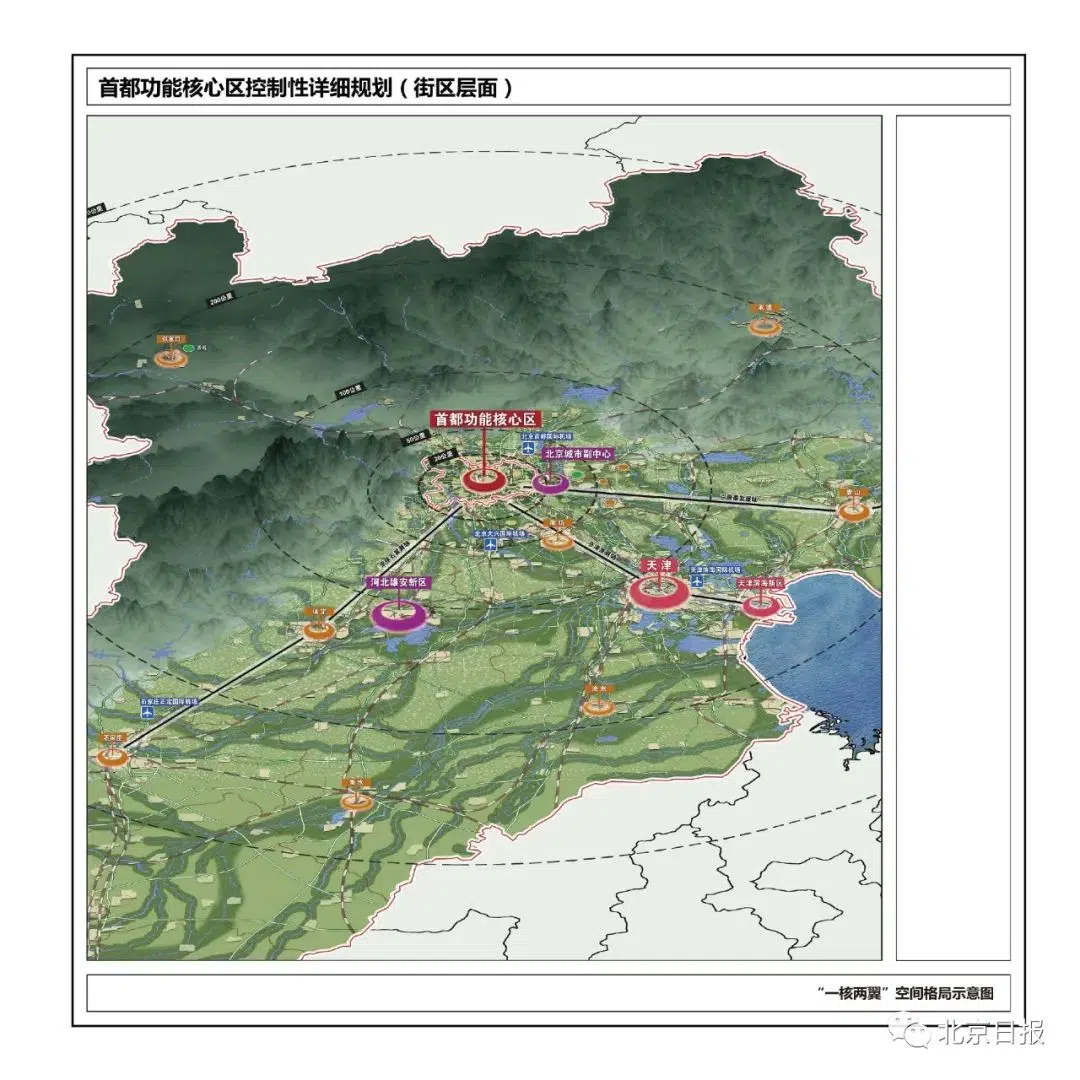 首都功能核心区控制性详细规划（街区层面）
200公里
承德
张家口
100公里
首都功能核心区
50公里
北京首都国际机场
30公里
北京城市副中心
唐山
廊坊
北京大兴国际机场
天津
天津滨海国际机场
河北雄安新区
天津滨海新区
保定
沧州
石家庄正定国际机场
石家庄
衡水
“一核两翼”空间格局示意图
北京日报